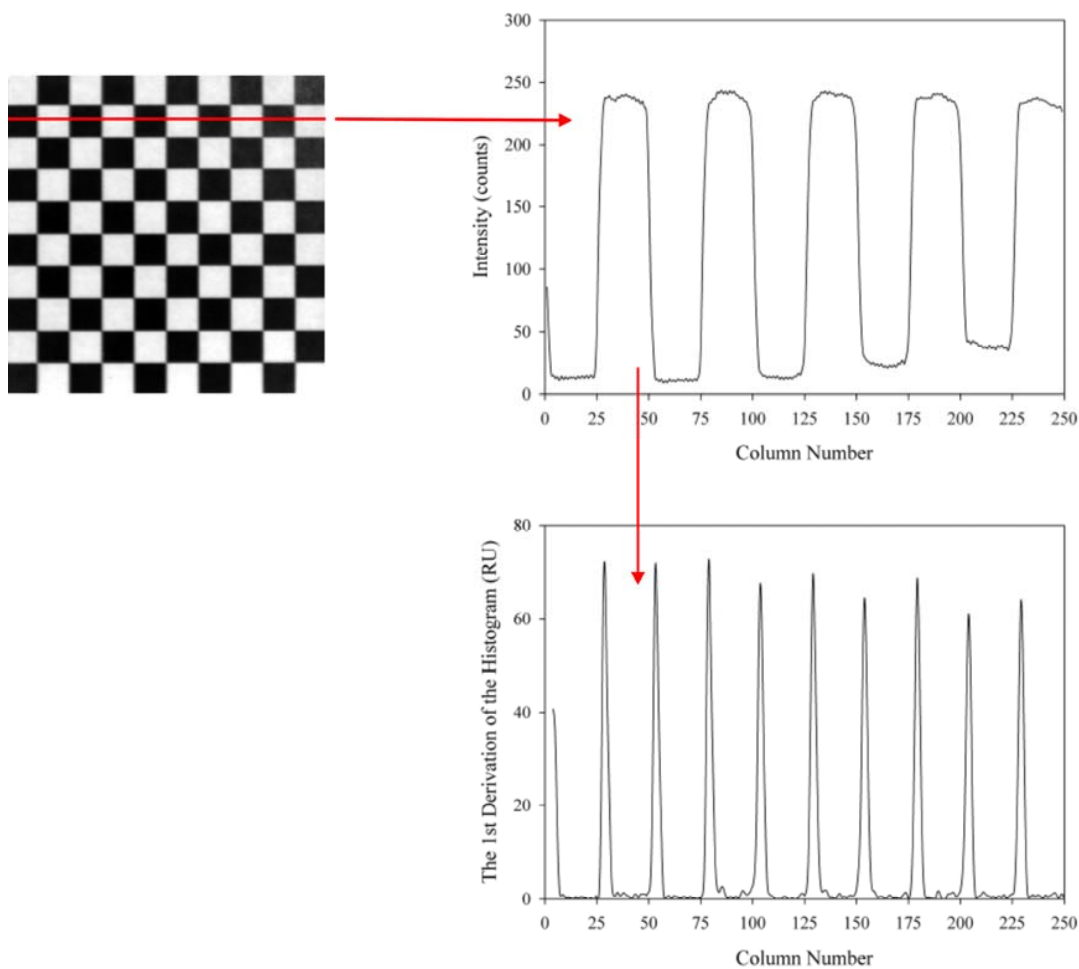 300
250
200
150
100
50
0
Intensity (counts)
0 25 50 75 100 125 150 175 200 225 250
Column Number
80
60
40
20
0
The 1st Derivation of the Histogram (RU)
0 25 50 75 100 125 150 175 200 225 250
Column Number